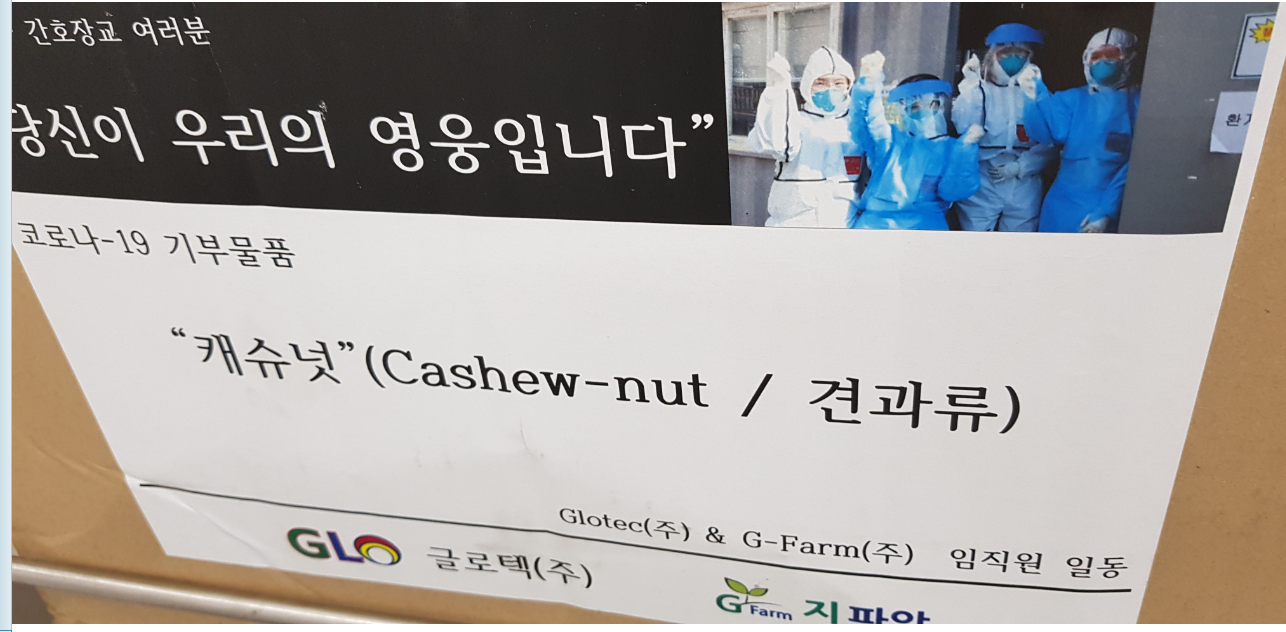 간호장교 여러분
당신이 우리의 영웅입니다”
환
코로나-19 기부물품
“캐슈넛”(Cashew-nut / 견과류)
Glotec(주) & G-Farm(주) 임직원 일동
GLO 글로텍(주)
G Farm 지파